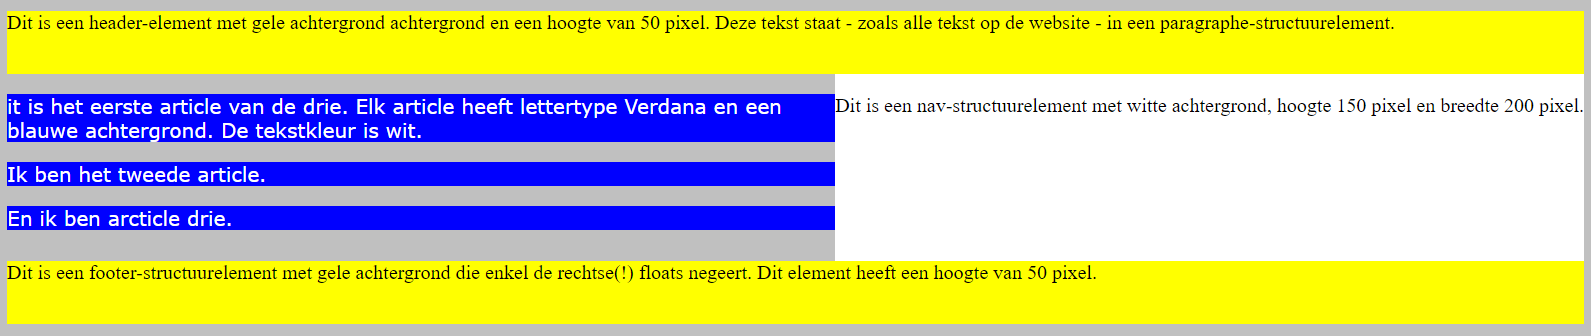 Dit is een header-element met gele achtergrond achtergrond en een hoogte van 50 pixel. Deze tekst staat - zoals alle tekst op de website - in een paragraphe-structuurelement.
it is het eerste article van de drie. Elk article heeft lettertype Verdana en een
blauwe achtergrond. De tekstkleur is wit.
Ik ben het tweede article.
En ik ben arcticle drie.
Dit is een nav-structuurelement met witte achtergrond, hoogte 150 pixel en breedte 200 pixel.
Dit is een footer-structuurelement met gele achtergrond die enkel de rechtse(!) floats negeert. Dit element heeft een hoogte van 50 pixel.